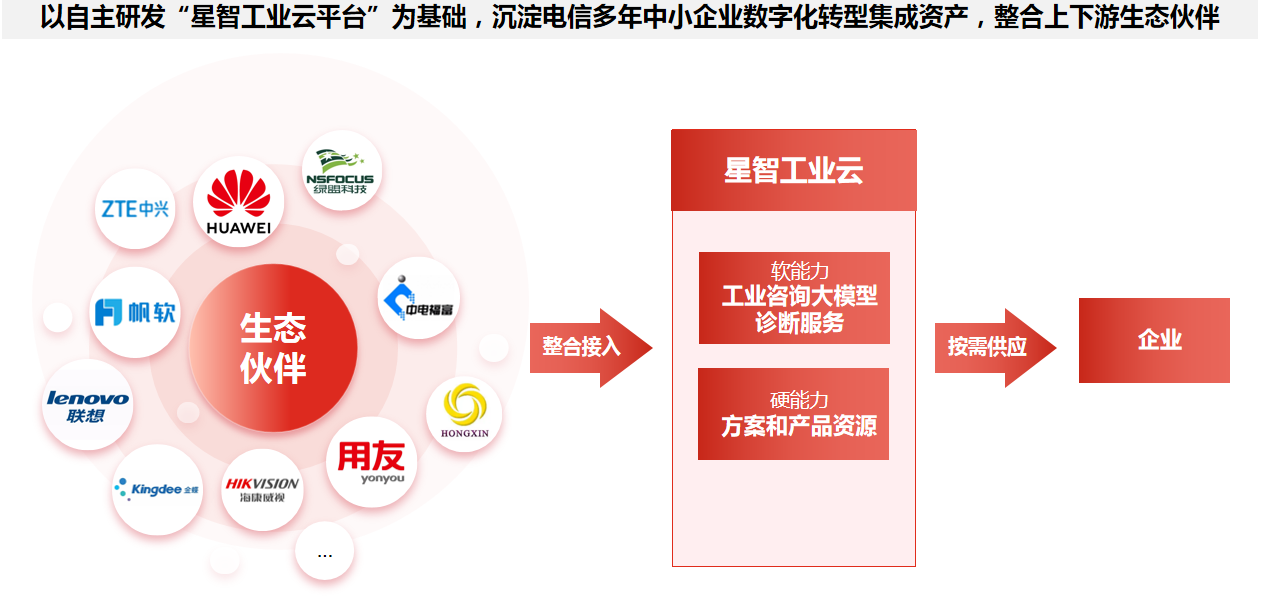 以自主研发“星智工业云平台”为基础，沉淀电信多年中小企业数字化转型集成资产，整合上下游生态伙伴
NSFOCUS
绿盟科技
ZTE中兴
HUAWEI
帆软
中电福富
生态
伙伴
lenovo
联想
HONGXIN
用友
yonyou
Kingdee 金蝶
HIKVISION
海康威视
...
整合接入
星智工业云
软能力
工业咨询大模型
诊断服务
硬能力
方案和产品资源
按需供应
企业